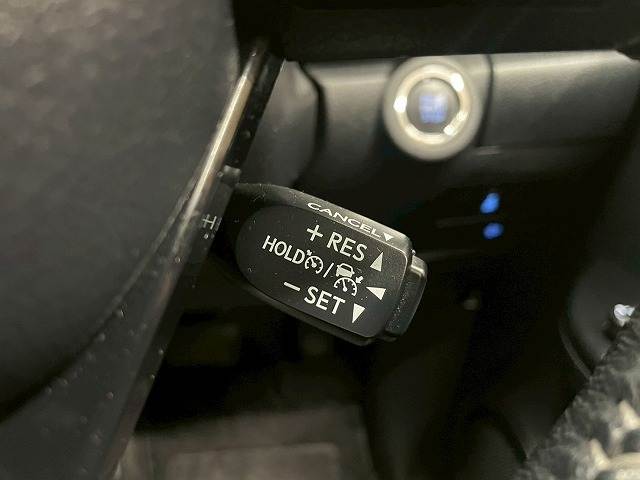 CANCEL▼
+ RES ▲
HOLD / ◀
− SET ▼